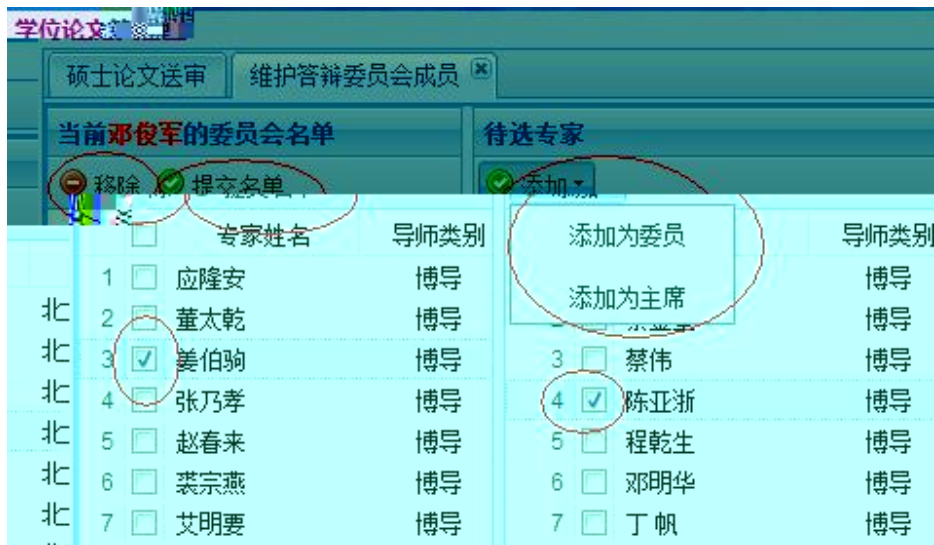 学位论文
硕士论文送审 维护答辩委员会成员
当前邓俊军的委员会名单 待选专家
移除 提交名单 添加
专家姓名 导师类别 添加为委员 导师类别
1 应隆安 博导 博导
添加为主席
北 2 董太乾 博导 博导
北 3 姜伯驹 博导 3 蔡伟 博导
北 4 张乃孝 博导 4 陈亚浙 博导
北 5 赵春来 博导 5 程乾生 博导
北 6 裘宗燕 博导 6 邓明华 博导
北 7 艾明要 博导 7 丁帆 博导